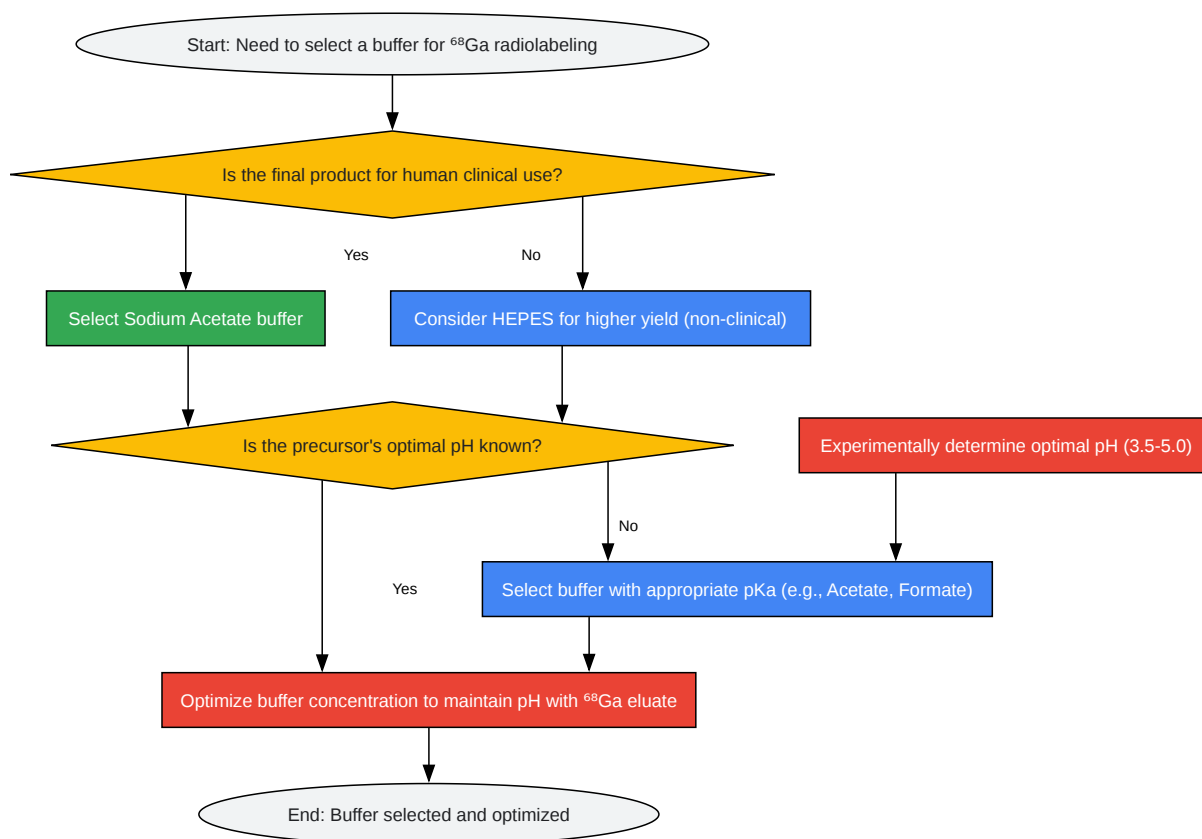 Start: Need to select a buffer for ⁶⁸Ga radiolabeling
Is the final product for human clinical use?
Yes
No
Select Sodium Acetate buffer
Consider HEPES for higher yield (non-clinical)
Is the precursor's optimal pH known?
Experimentally determine optimal pH (3.5-5.0)
No
Yes
Select buffer with appropriate pKa (e.g., Acetate, Formate)
Optimize buffer concentration to maintain pH with ⁶⁸Ga eluate
End: Buffer selected and optimized